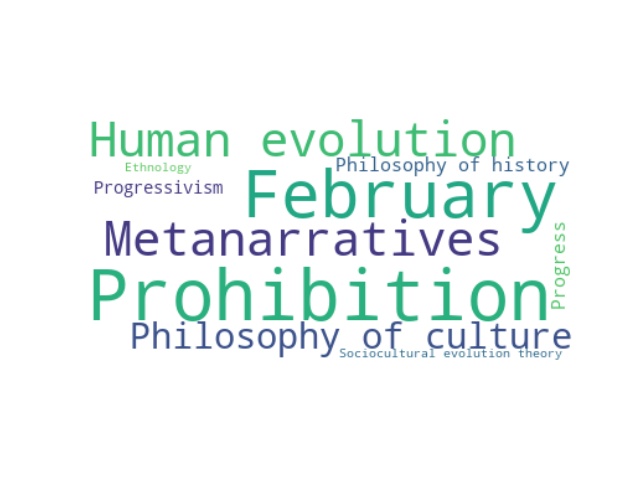 Human evolution
Ethnology
Philosophy of history
Progressivism
February
Metanarratives
Progress
Prohibition
Philosophy of culture
Sociocultural evolution theory